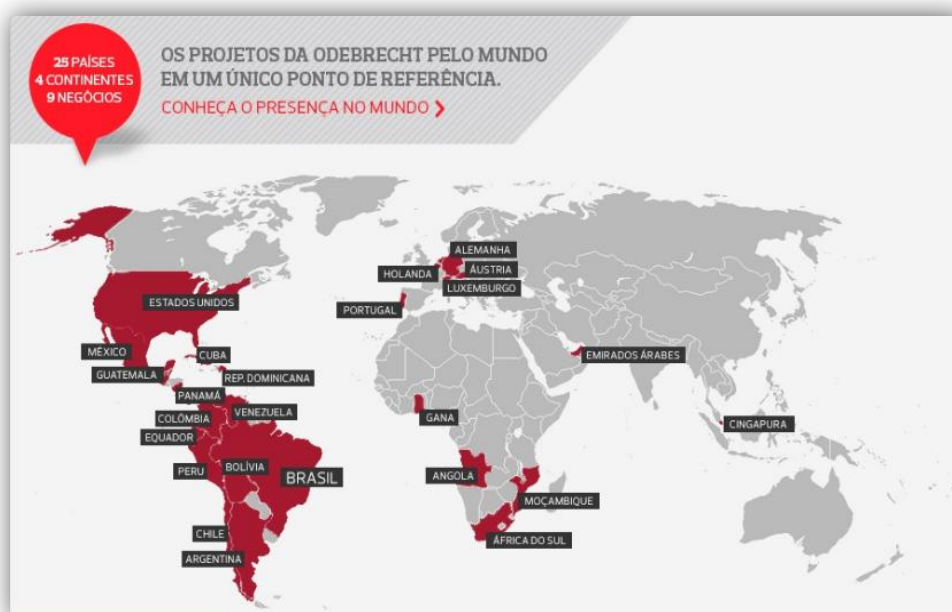 25 PAÍSES
4 CONTINENTES
9 NEGÓCIOS
OS PROJETOS DA ODEBRECHT PELO MUNDO
EM UM ÚNICO PONTO DE REFERÊNCIA.
CONHEÇA O PRESENÇA NO MUNDO
ALEMANHA
HOLANDA
ÁUSTRIA
LUXEMBURGO
ESTADOS UNIDOS
PORTUGAL
MÉXICO
CUBA
EMIRADOS ÁRABES
GUATEMALA
REP. DOMINICANA
PANAMÁ
VENEZUELA
COLÔMBIA
GANA
CINGAPURA
EQUADOR
PERU
BOLÍVIA
BRASIL
ANGOLA
MOÇAMBIQUE
CHILE
ÁFRICA DO SUL
ARGENTINA